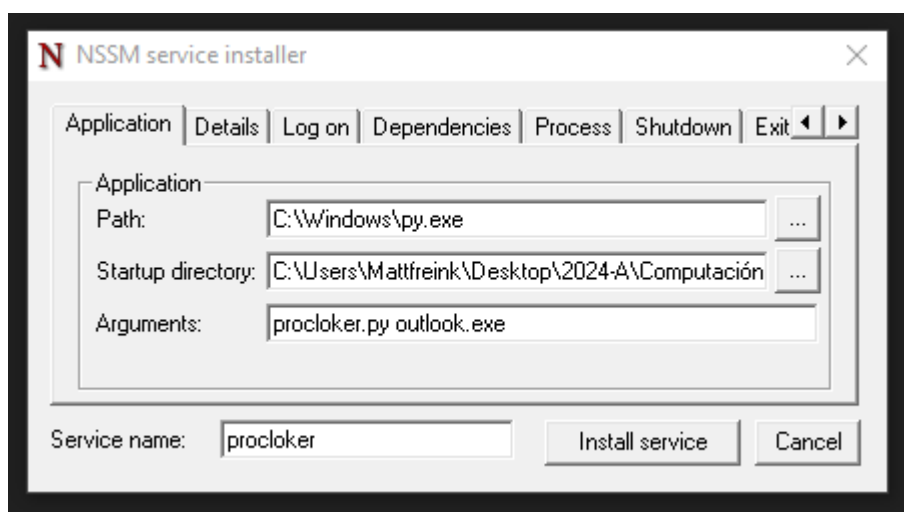 N NSSM service installer
Application Details Log on Dependencies Process Shutdown Exit
Application
Path: C:\Windows\py.exe ...
Startup directory: C:\Users\Mattfreink\Desktop\2024-A\Computación ...
Arguments: procloker.py outlook.exe
Service name: procloker Install service Cancel